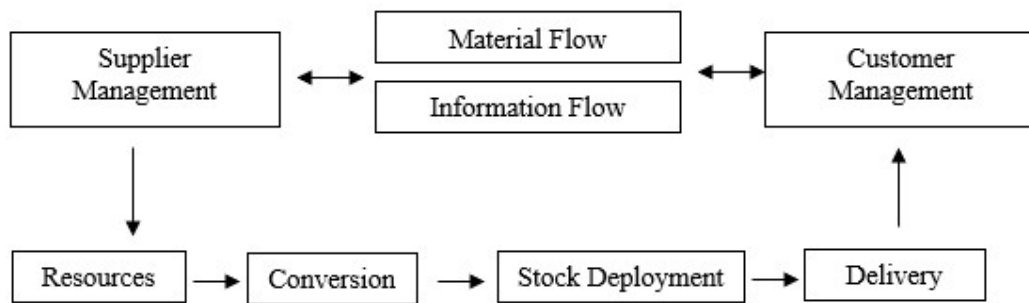 Supplier
Management
Material Flow
Information Flow
Customer
Management
Resources
Conversion
Stock Deployment
Delivery